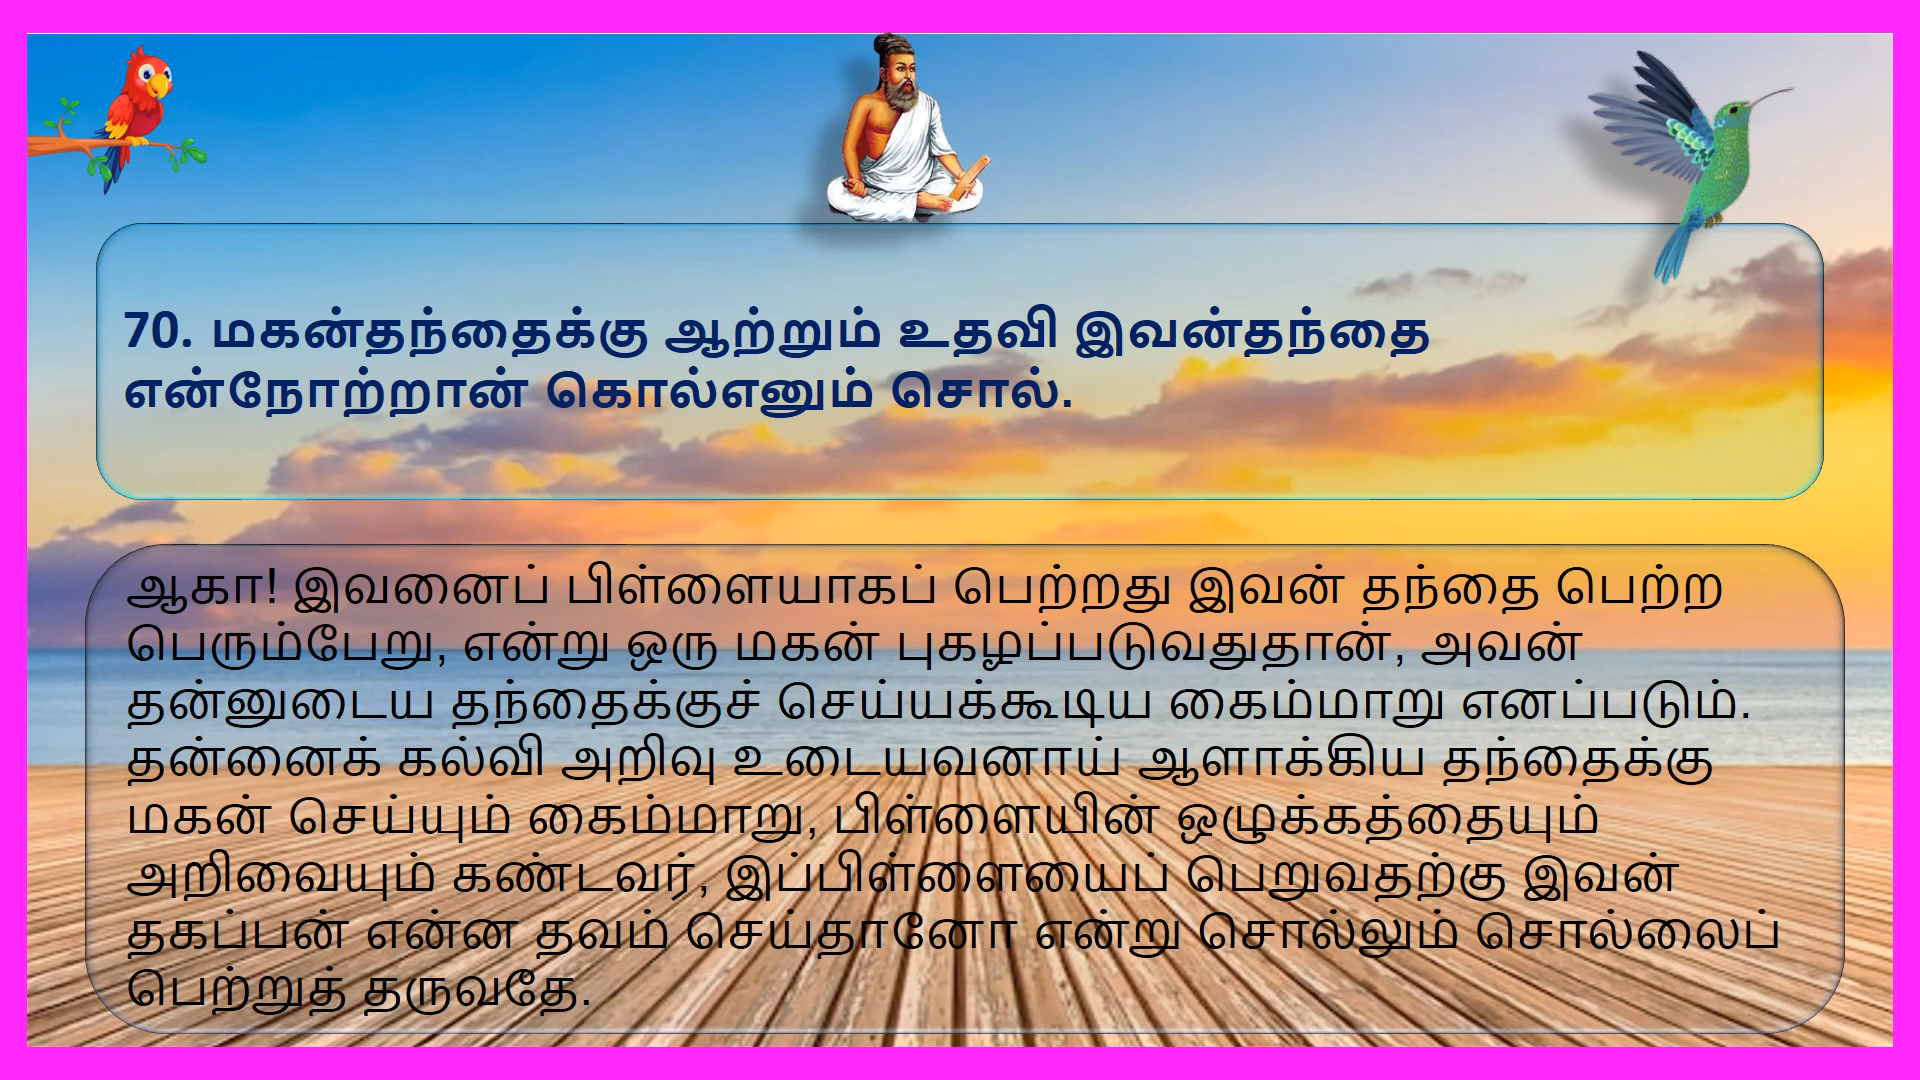 70. மகன்தந்தைக்கு ஆற்றும் உதவி இவன்தந்தை
என்நோற்றான் கொல்எனும் சொல்.
ஆகா! இவனைப் பிள்ளையாகப் பெற்றது இவன் தந்தை பெற்ற
பெரும்பேறு, என்று ஒரு மகன் புகழப்படுவதுதான், அவன்
தன்னுடைய தந்தைக்குச் செய்யக்கூடிய கைம்மாறு எனப்படும்.
தன்னைக் கல்வி அறிவு உடையவனாய் ஆளாக்கிய தந்தைக்கு
மகன் செய்யும் கைம்மாறு, பிள்ளையின் ஒழுக்கத்தையும்
அறிவையும் கண்டவர், இப்பிள்ளையைப் பெறுவதற்கு இவன்
தகப்பன் என்ன தவம் செய்தானோ என்று சொல்லும் சொல்லைப்
பெற்றுத் தருவதே.